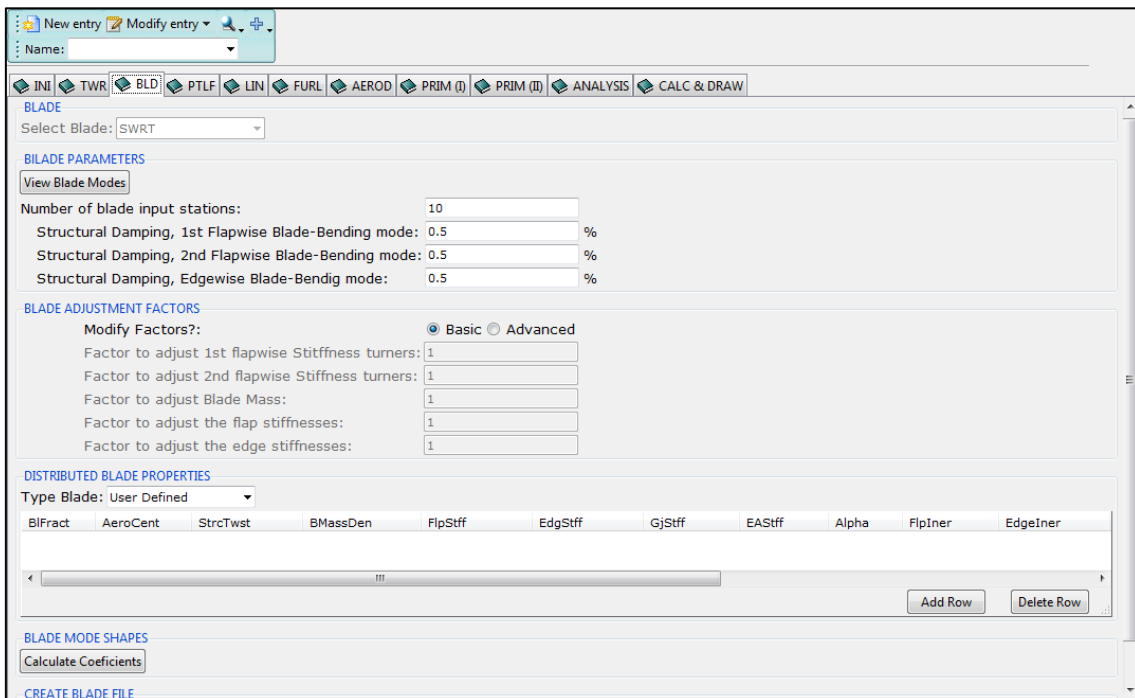 New entry Modify entry
Name:
INI TWR BLD PTLF LIN FURL AEROD PRIM (I) PRIM (II) ANALYSIS CALC & DRAW
BLADE
Select Blade: SWRT
BILADE PARAMETERS
View Blade Modes
Number of blade input stations: 10
Structural Damping, 1st Flapwise Blade-Bending mode: 0.5 %
Structural Damping, 2nd Flapwise Blade-Bending mode: 0.5 %
Structural Damping, Edgewise Blade-Bendig mode: 0.5 %
BLADE ADJUSTMENT FACTORS
Modify Factors?: Basic Advanced
Factor to adjust 1st flapwise Stitffness turners: 1
Factor to adjust 2nd flapwise Stiffness turners: 1
Factor to adjust Blade Mass: 1
Factor to adjust the flap stiffnesses: 1
Factor to adjust the edge stiffnesses: 1
DISTRIBUTED BLADE PROPERTIES
Type Blade: User Defined
BlFract AeroCent StrcTwst BMassDen FlpStff EdgStff GjStff EAStff Alpha FlpIner EdgeIner
Add Row Delete Row
BLADE MODE SHAPES
Calculate Coeficients
CREATE BLADE FILE